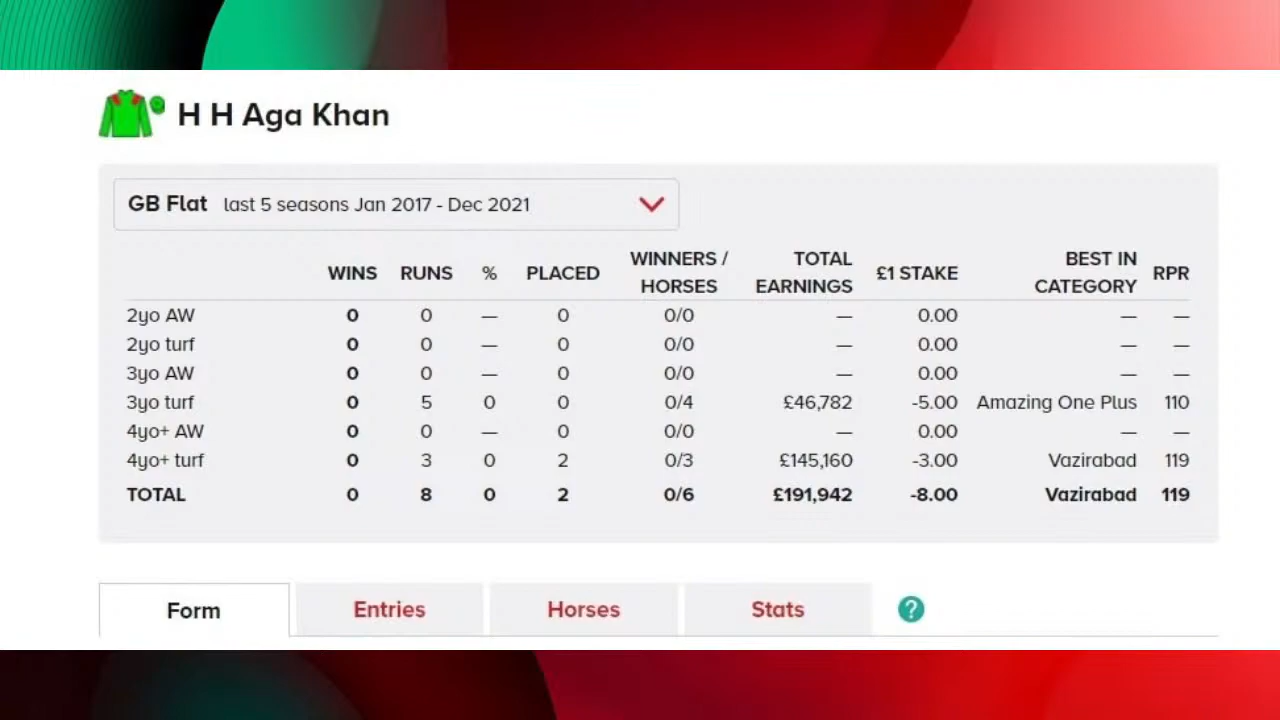 H H Aga Khan
GB Flat last 5 seasons Jan 2017 - Dec 2021
WINS RUNS % PLACED WINNERS / HORSES TOTAL EARNINGS £1 STAKE BEST IN CATEGORY RPR
2yo AW 0 0 — 0 0/0 — 0.00 — —
2yo turf 0 0 — 0 0/0 — 0.00 — —
3yo AW 0 0 — 0 0/0 — 0.00 — —
3yo turf 0 5 0 0 0/4 £46,782 -5.00 Amazing One Plus 110
4yo+ AW 0 0 — 0 0/0 — 0.00 — —
4yo+ turf 0 3 0 2 0/3 £145,160 -3.00 Vazirabad 119
TOTAL 0 8 0 2 0/6 £191,942 -8.00 Vazirabad 119
Form Entries Horses Stats ?